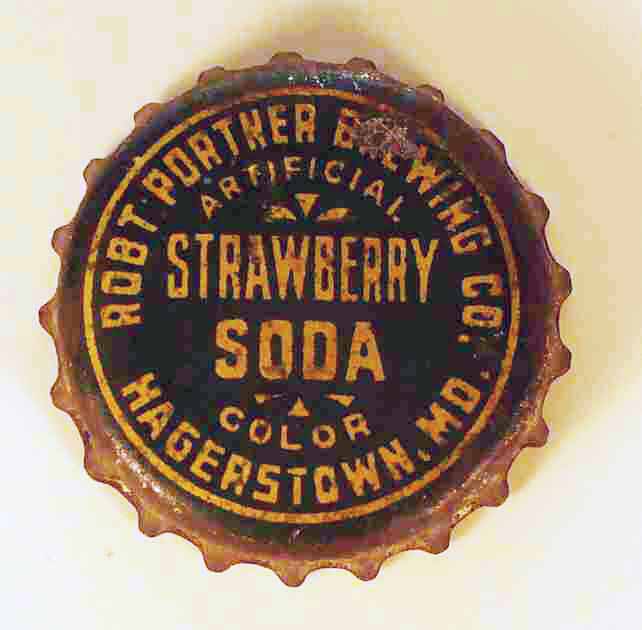 ROBT PORTNER BREWING CO.
ARTIFICIAL
STRAWBERRY
SODA
COLOR
HAGERSTOWN, MD.